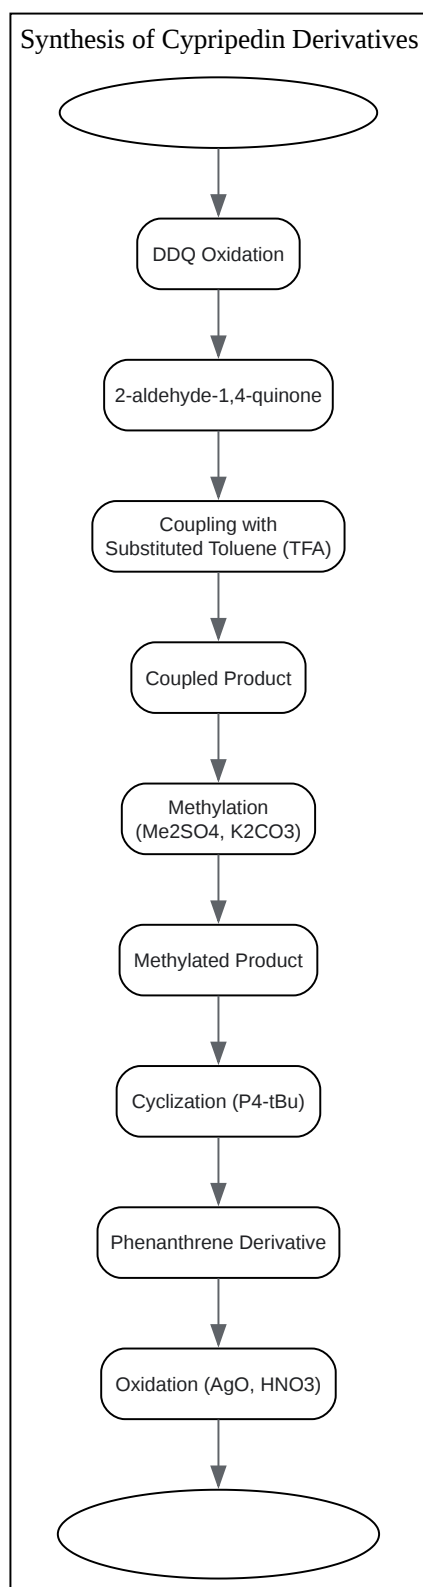 Synthesis of Cypripedin Derivatives
DDQ Oxidation
2-aldehyde-1,4-quinone
Coupling with
Substituted Toluene (TFA)
Coupled Product
Methylation
(Me2SO4, K2CO3)
Methylated Product
Cyclization (P4-tBu)
Phenanthrene Derivative
Oxidation (AgO, HNO3)